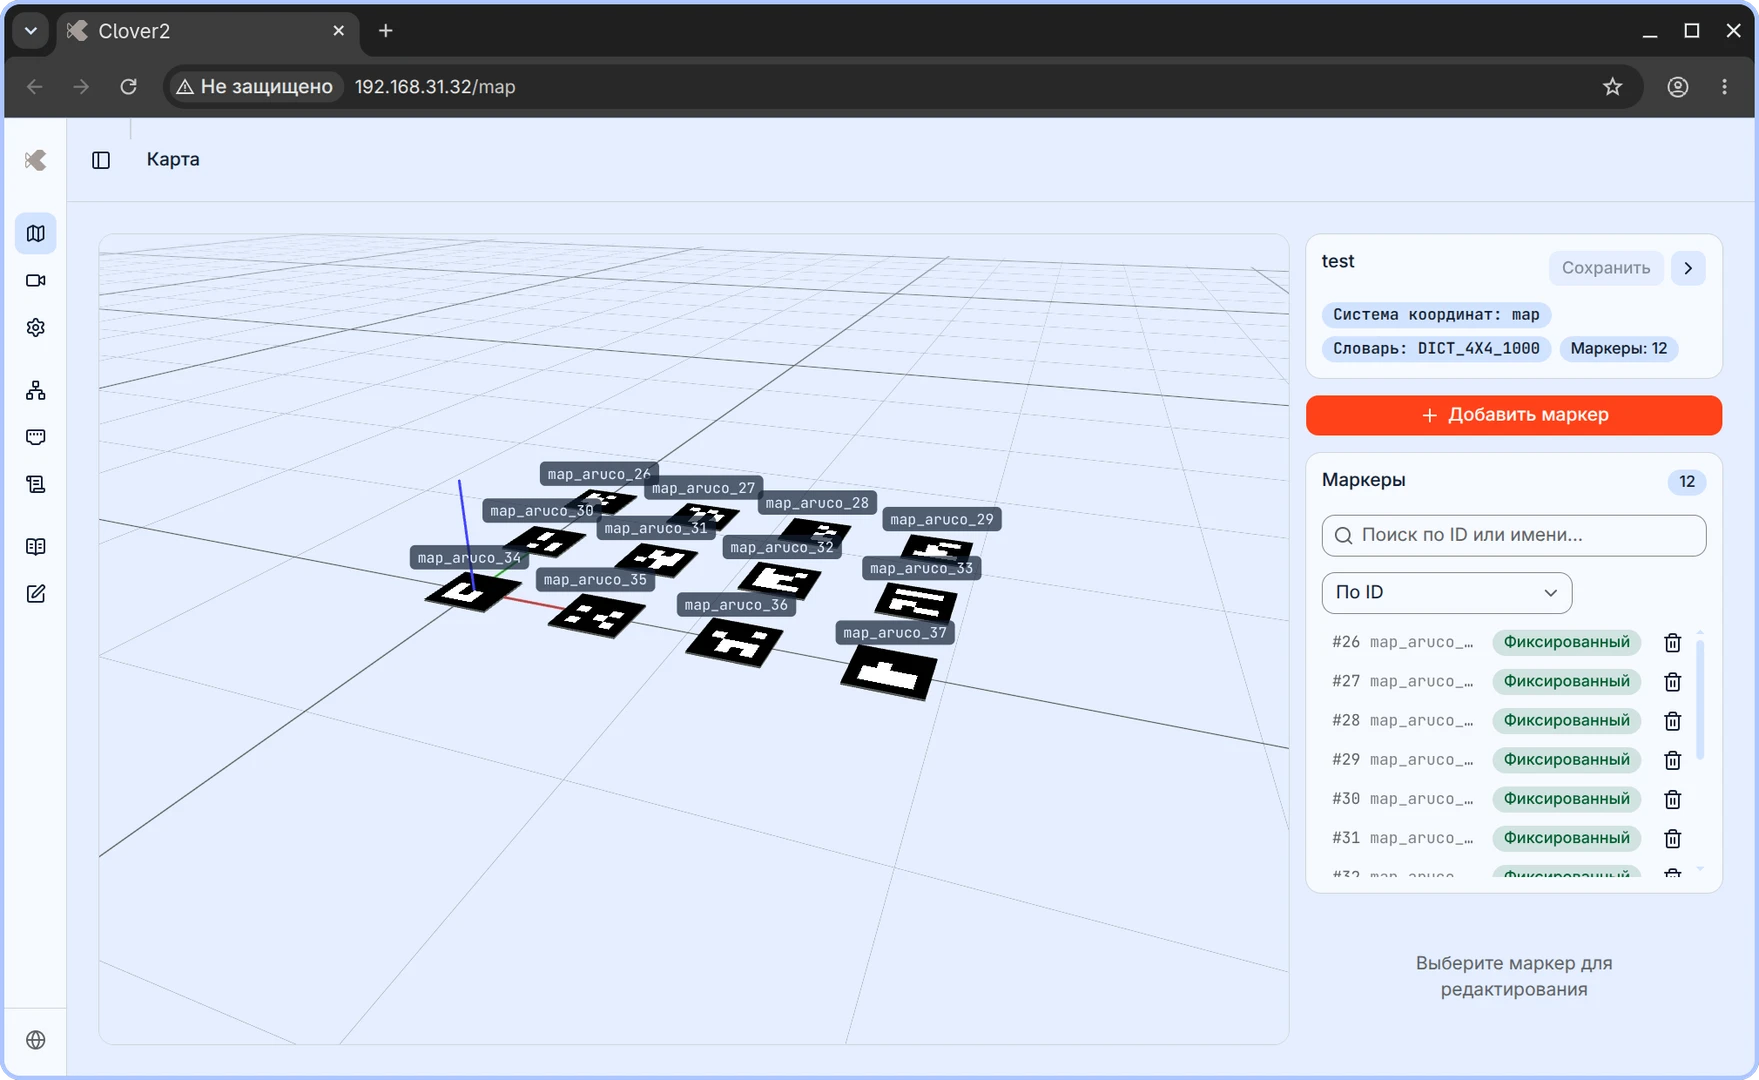 Clover2
Не защищено 192.168.31.32/map
Карта
test
Сохранить
Система координат: map
Словарь: DICT_4X4_1000
Маркеры: 12
+ Добавить маркер
map_aruco_26
map_aruco_27
map_aruco_28
map_aruco_29
map_aruco_30
map_aruco_31
map_aruco_32
map_aruco_33
map_aruco_34
map_aruco_35
map_aruco_36
map_aruco_37
Маркеры 12
Поиск по ID или имени...
По ID
#26 map_aruco_… Фиксированный
#27 map_aruco_… Фиксированный
#28 map_aruco_… Фиксированный
#29 map_aruco_… Фиксированный
#30 map_aruco_… Фиксированный
#31 map_aruco_… Фиксированный
#32 map_aruco_… Фиксированный
Выберите маркер для
редактирования